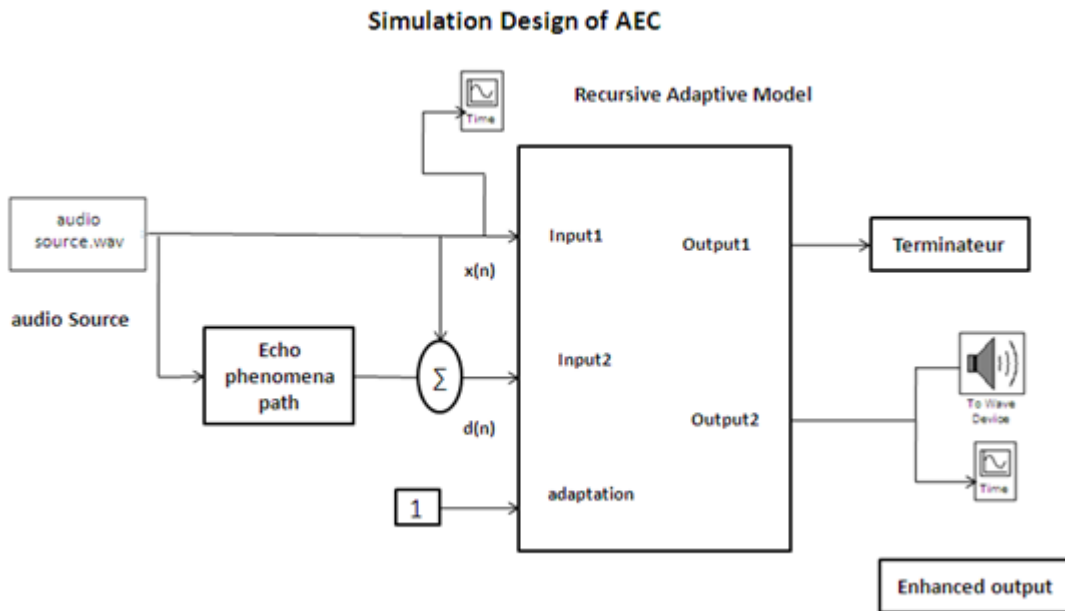 Simulation Design of AEC
Time
Recursive Adaptive Model
audio
source.wav
audio Source
Input1
x(n)
Output1
Terminateur
Echo
phenomena
path
Σ
Input2
d(n)
Output2
To Wave
Device
Time
1
adaptation
Enhanced output